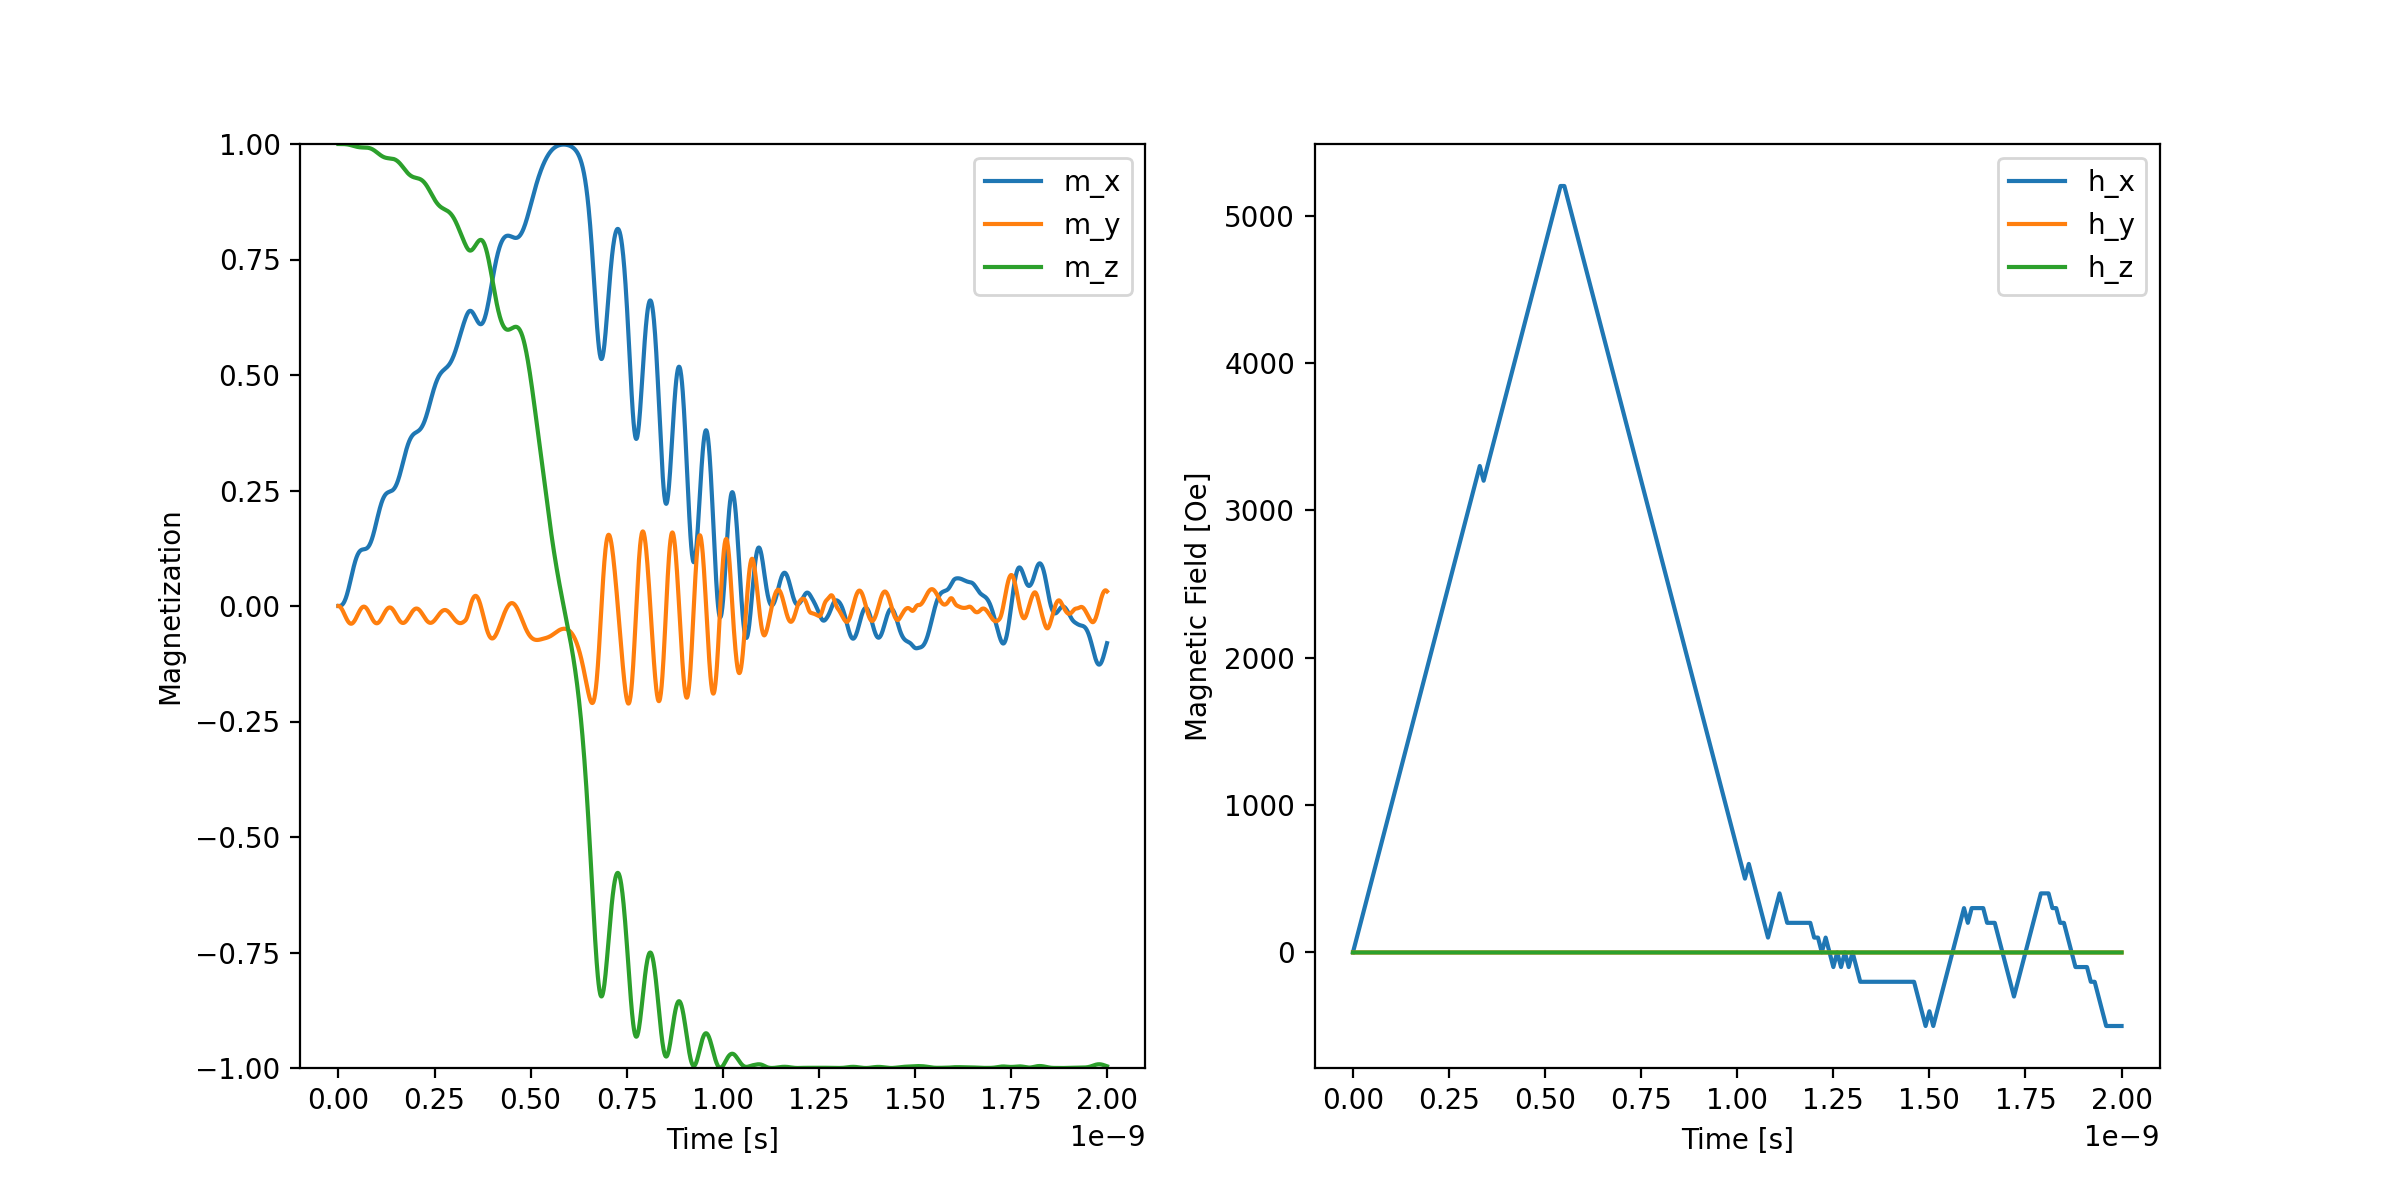 m_x
m_y
m_z
1.00
0.75
0.50
0.25
0.00
−0.25
−0.50
−0.75
−1.00
Magnetization
0.00 0.25 0.50 0.75 1.00 1.25 1.50 1.75 2.00
Time [s]
1e−9
h_x
h_y
h_z
5000
4000
3000
2000
1000
0
Magnetic Field [Oe]
0.00 0.25 0.50 0.75 1.00 1.25 1.50 1.75 2.00
Time [s]
1e−9